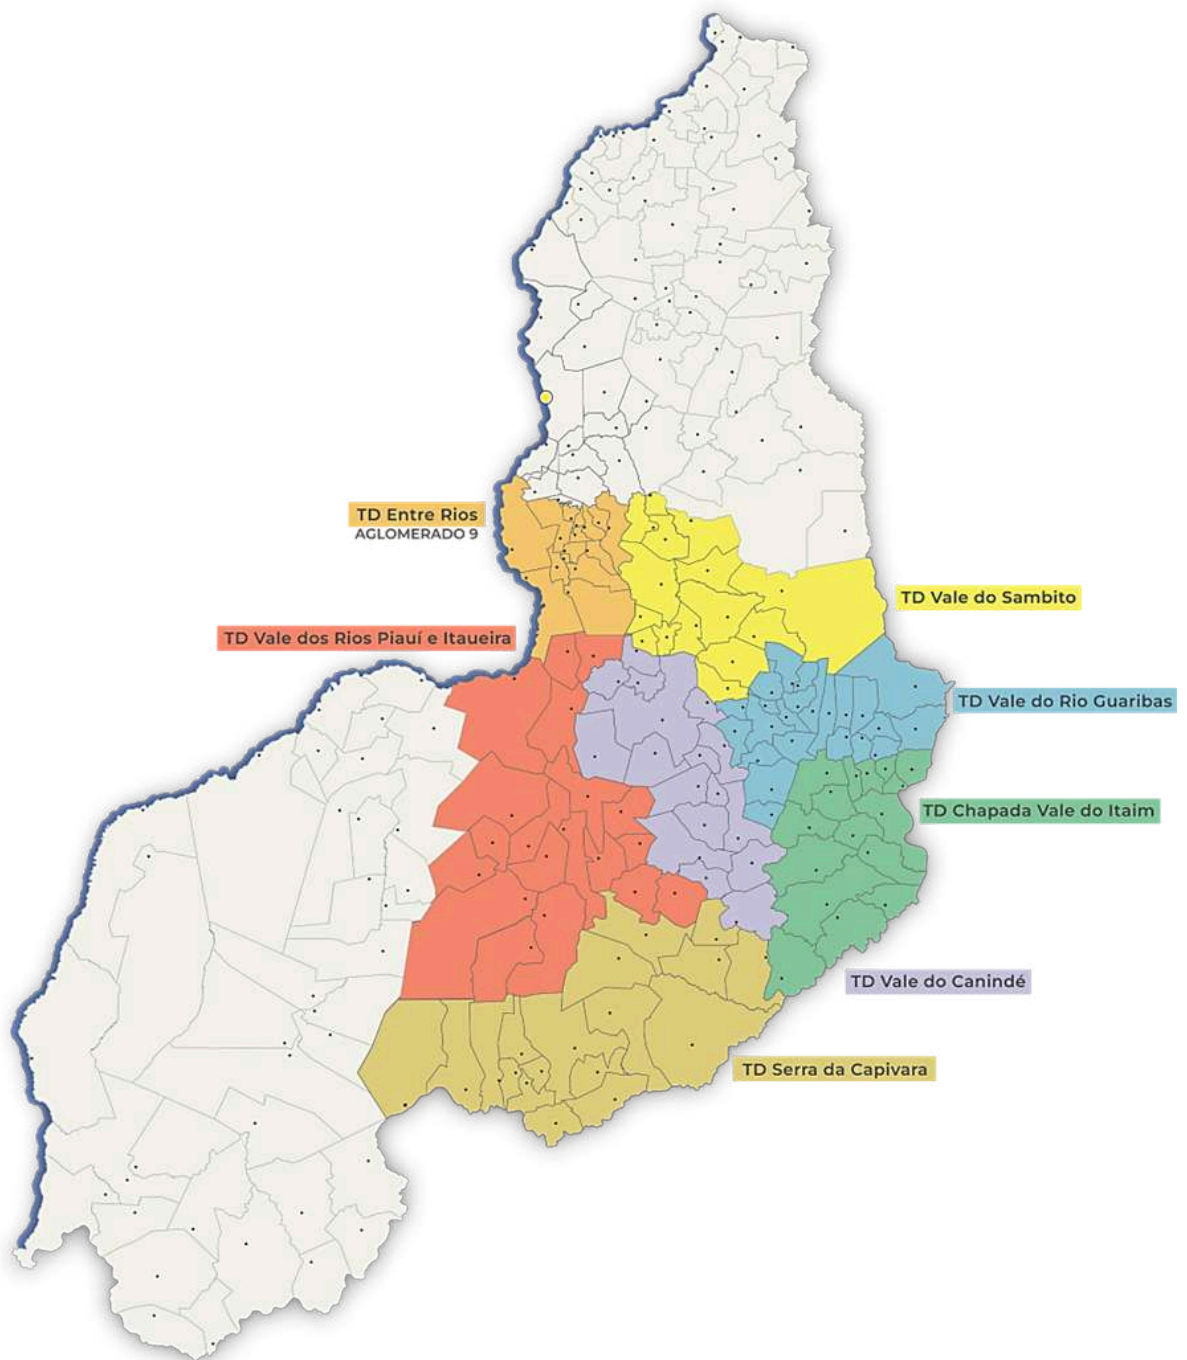 TD Entre Rios
AGLOMERADO 9
TD Vale do Sambito
TD Vale dos Rios Piauí e Itaueira
TD Vale do Rio Guaribas
TD Chapada Vale do Itaim
TD Vale do Canindé
TD Serra da Capivara